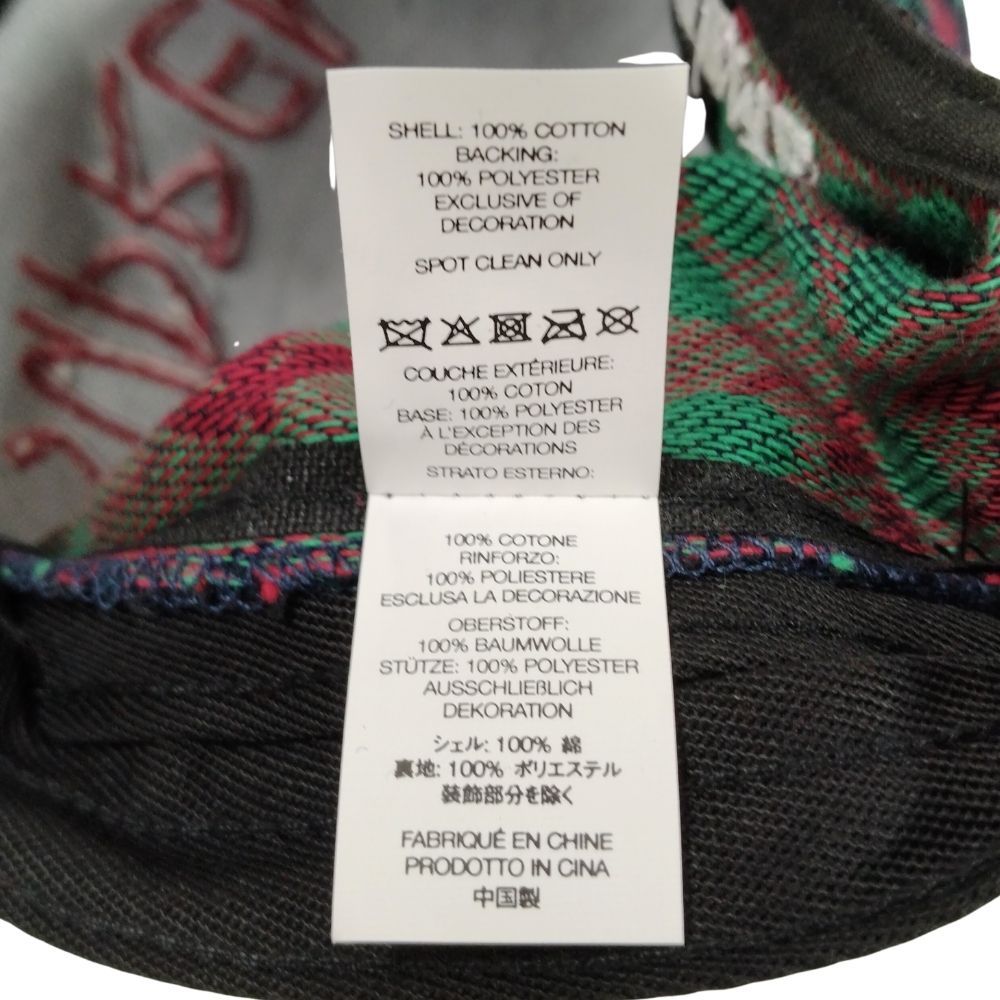 SHELL: 100% COTTON
BACKING:
100% POLYESTER
EXCLUSIVE OF
DECORATION
SPOT CLEAN ONLY
COUCHE EXTÉRIEURE:
100% COTON
BASE: 100% POLYESTER
À L'EXCEPTION DES
DÉCORATIONS
STRATO ESTERNO:
100% COTONE
RINFORZO:
100% POLIESTERE
ESCLUSA LA DECORAZIONE
OBERSTOFF:
100% BAUMWOLLE
STÜTZE: 100% POLYESTER
AUSSCHLIEßLICH
DEKORATION
シェル: 100% 綿
裏地: 100% ポリエステル
装飾部分を除く
FABRIQUÉ EN CHINE
PRODOTTO IN CINA
中国製